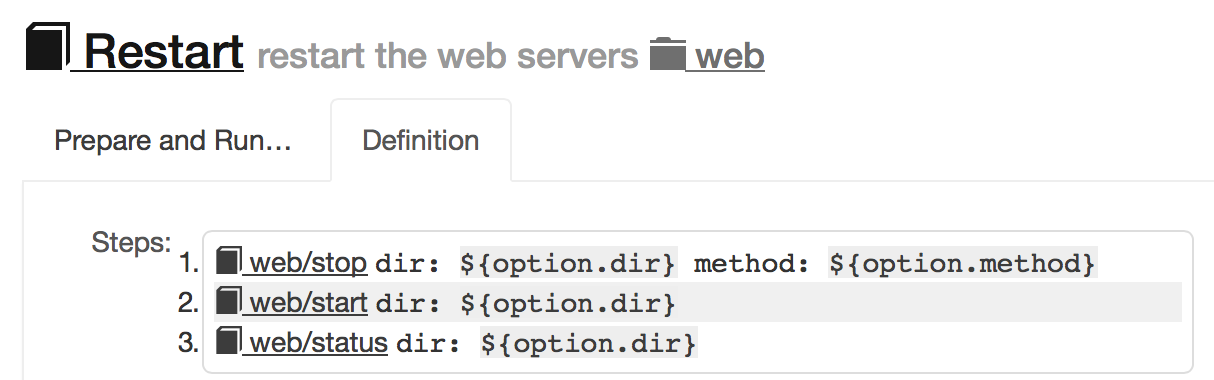 Restart restart the web servers web
Prepare and Run… Definition
Steps:
1. web/stop dir: ${option.dir} method: ${option.method}
2. web/start dir: ${option.dir}
3. web/status dir: ${option.dir}